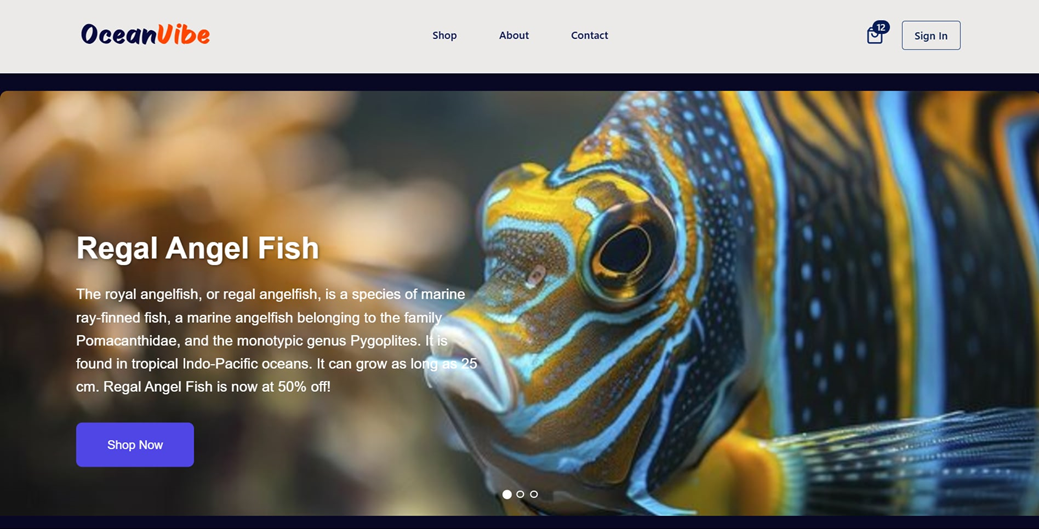 OceanVibe
Shop
About
Contact
12
Sign In
Regal Angel Fish
The royal angelfish, or regal angelfish, is a species of marine
ray-finned fish, a marine angelfish belonging to the family
Pomacanthidae, and the monotypic genus Pygoplites. It is
found in tropical Indo-Pacific oceans. It can grow as long as 25
cm. Regal Angel Fish is now at 50% off!
Shop Now